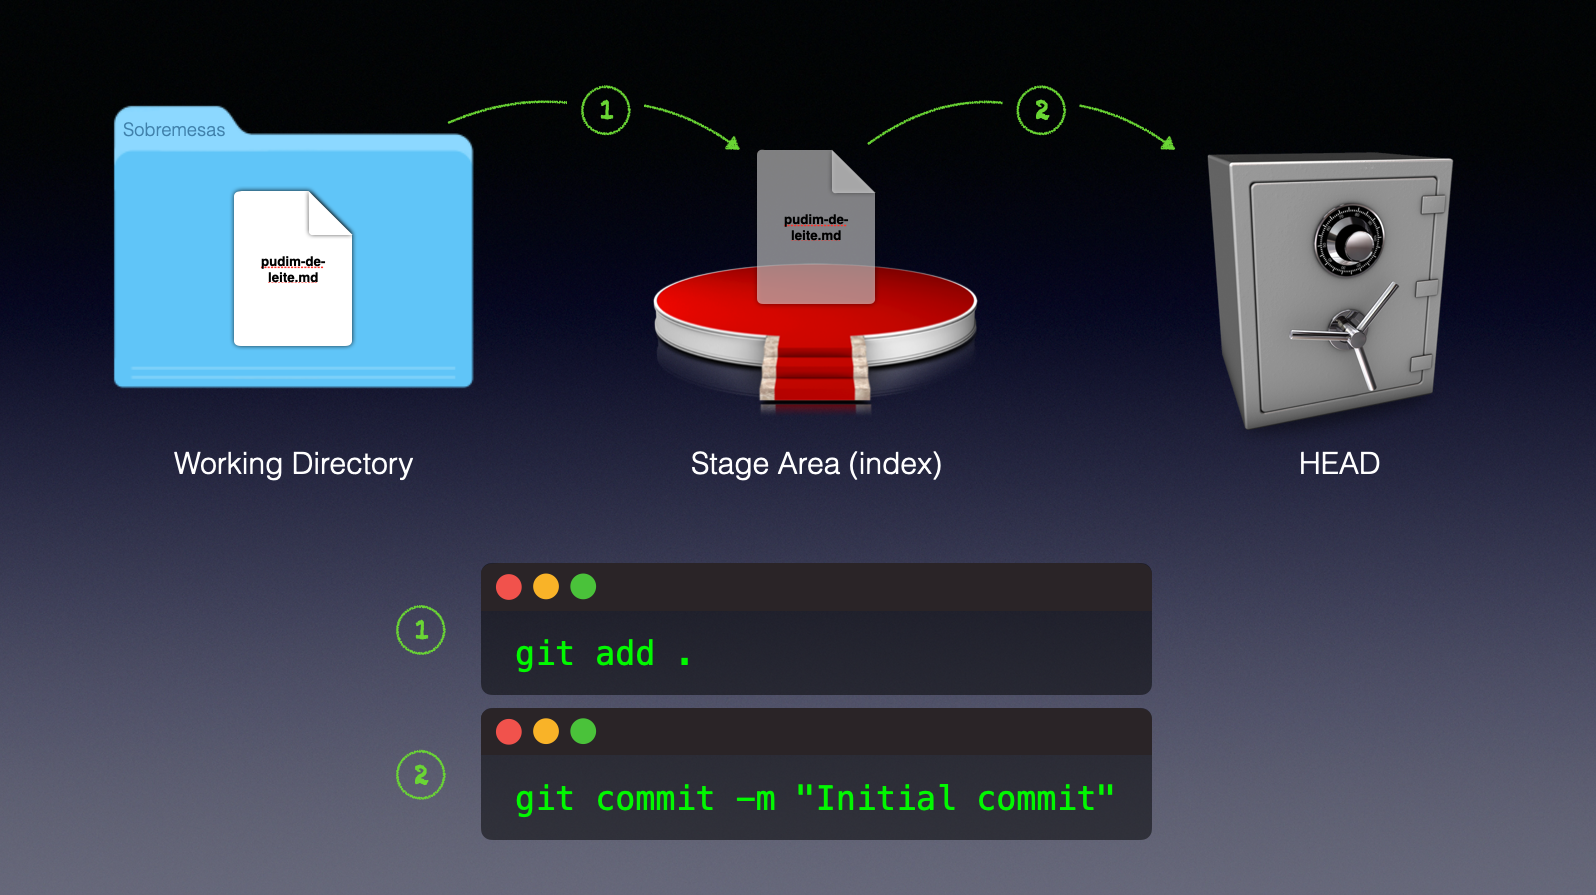 1
2
Sobremesas
pudim-de-
leite.md
pudim-de-
leite.md
Working Directory
Stage Area (index)
HEAD
1
git add .
2
git commit -m "Initial commit"